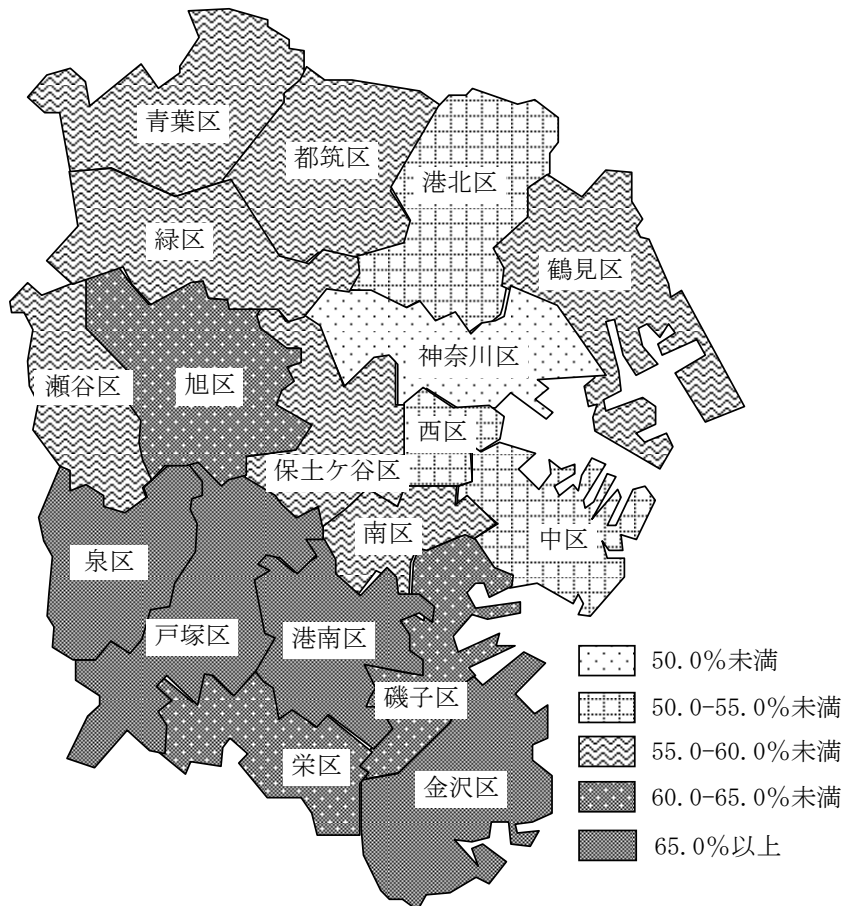 青葉区
都筑区
港北区
緑区
鶴見区
神奈川区
瀬谷区
旭区
西区
保土ケ谷区
南区
中区
泉区
戸塚区
港南区
磯子区
栄区
金沢区
50.0%未満
50.0-55.0%未満
55.0-60.0%未満
60.0-65.0%未満
65.0%以上